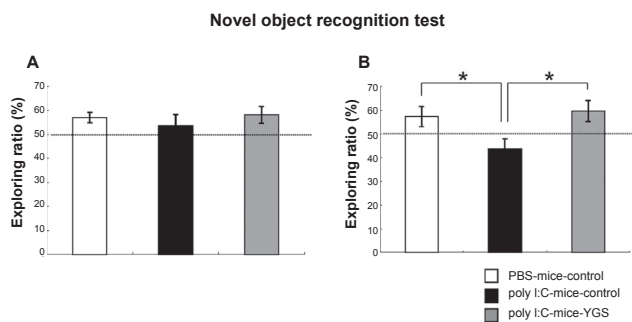 Novel object recognition test
A
Exploring ratio (%)
70
60
50
40
30
20
10
0
B
* *
Exploring ratio (%)
70
60
50
40
30
20
10
0
PBS-mice-control
poly I:C-mice-control
poly I:C-mice-YGS